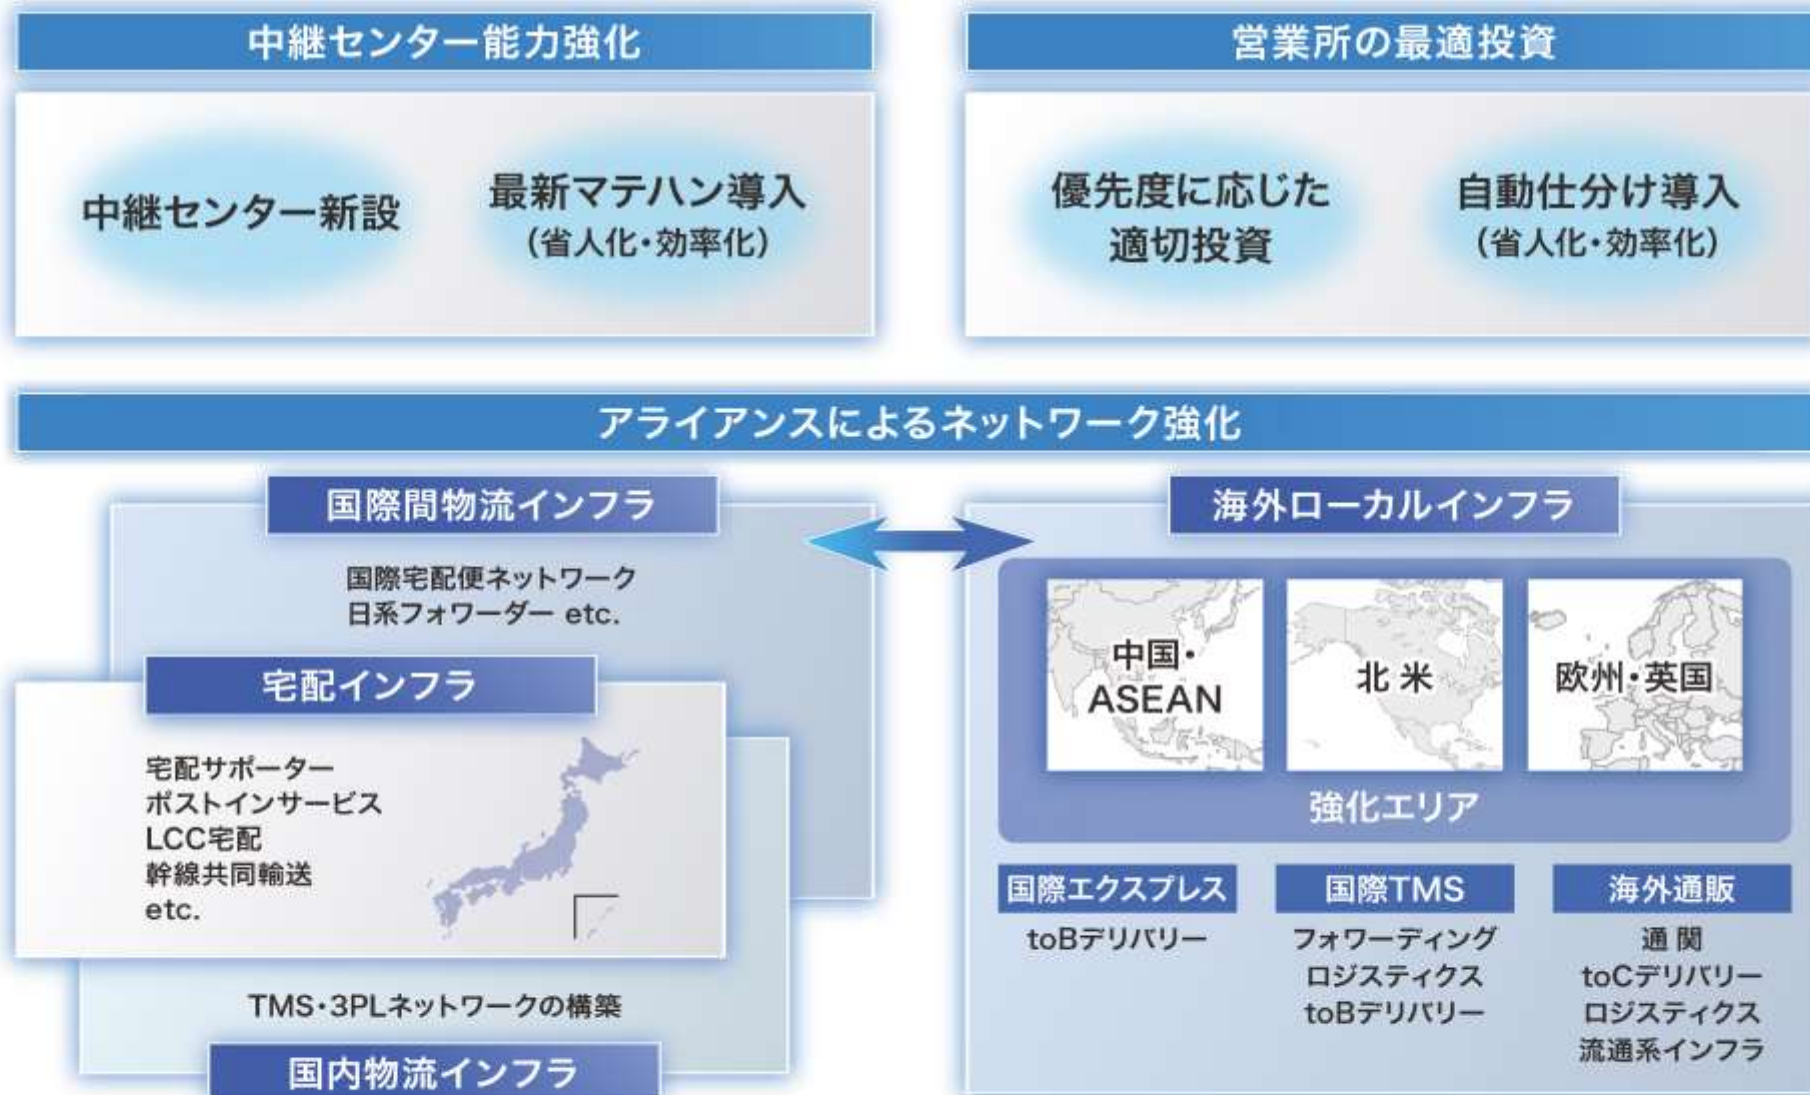 中継センター能力強化
中継センター新設
最新マテハン導入
（省人化・効率化）
営業所の最適投資
優先度に応じた
適切投資
自動仕分け導入
（省人化・効率化）
アライアンスによるネットワーク強化
国際間物流インフラ
国際宅配便ネットワーク
日系フォワーダー etc.
宅配インフラ
宅配サポーター
ポストインサービス
LCC宅配
幹線共同輸送
etc.
TMS・3PLネットワークの構築
国内物流インフラ
海外ローカルインフラ
中国・
ASEAN
北米
欧州・英国
強化エリア
国際エクスプレス
toBデリバリー
国際TMS
フォワーディング
ロジスティクス
toBデリバリー
海外通販
通関
toCデリバリー
ロジスティクス
流通系インフラ